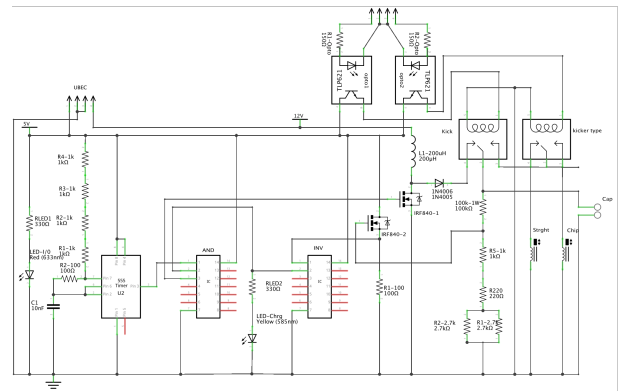 R1-Opto
150Ω
R2-Opto
150Ω
TLP621
opto1
opto2
TLP621
UBEC
5V
12V
Kick
kicker type
L1-200uH
200µH
1N4006
1N4005
IRF840-1
IRF840-2
100k-1W
100kΩ
Cap
R4-1k
1kΩ
R3-1k
1kΩ
R2-1k
1kΩ
R1-1k
1kΩ
RLED1
330Ω
LED-I/0
Red (633nm)
R2-100
100Ω
C1
10nF
555
Timer
U2
AND
IC
INV
IC
RLED2
330Ω
LED-Chrg
Yellow (585nm)
R1-100
100Ω
R5-1k
1kΩ
R220
220Ω
R2-2.7k
2.7kΩ
R1-2.7k
2.7kΩ
Strght
Chip